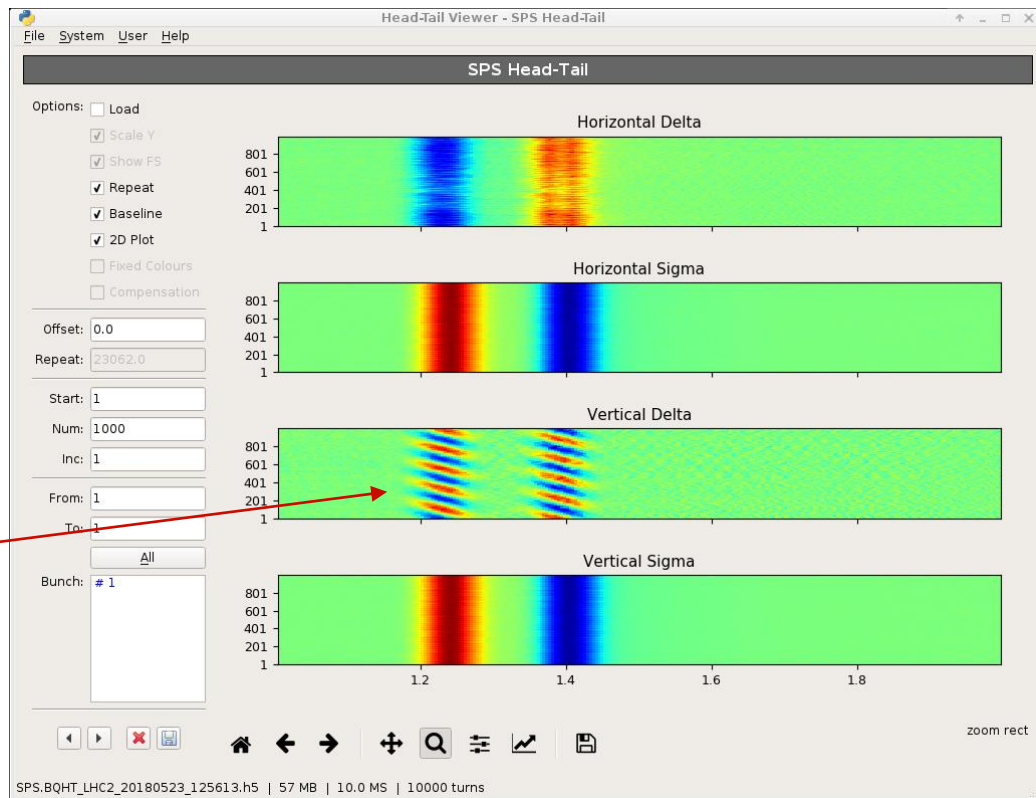 Head-Tail Viewer - SPS Head-Tail
File System User Help
SPS Head-Tail
Options: Load
Scale Y
Show FS
Repeat
Baseline
2D Plot
Fixed Colours
Compensation
Offset: 0.0
Repeat: 23062.0
Start: 1
Num: 1000
Inc: 1
From: 1
To: 1
All
Bunch: # 1
Horizontal Delta
801
601
401
201
1
Horizontal Sigma
801
601
401
201
1
Vertical Delta
801
601
401
201
1
Vertical Sigma
801
601
401
201
1
1.2 1.4 1.6 1.8
zoom rect
SPS.BQHT_LHC2_20180523_125613.h5 | 57 MB | 10.0 MS | 10000 turns